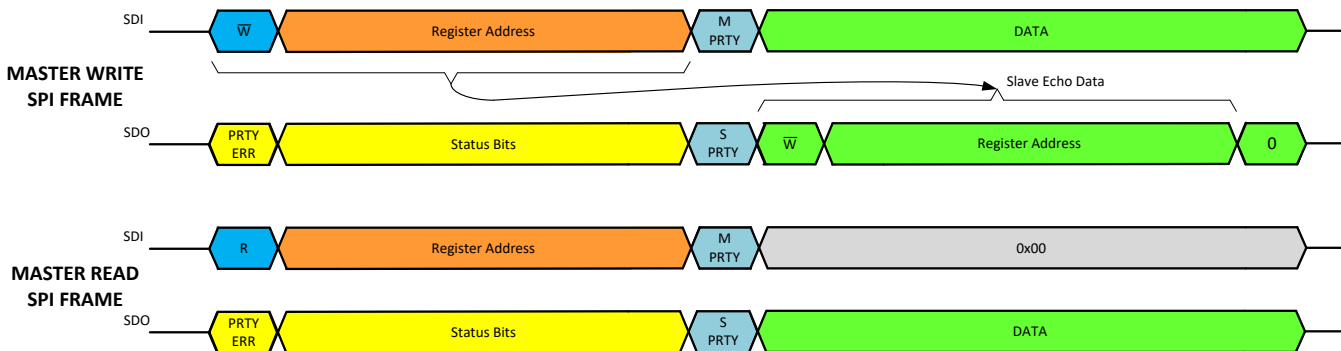 SDI
W̅
Register Address
M
PRTY
DATA
MASTER WRITE
SPI FRAME
Slave Echo Data
SDO
PRTY
ERR
Status Bits
S
PRTY
W̅
Register Address
0
SDI
R
Register Address
M
PRTY
0x00
MASTER READ
SPI FRAME
SDO
PRTY
ERR
Status Bits
S
PRTY
DATA